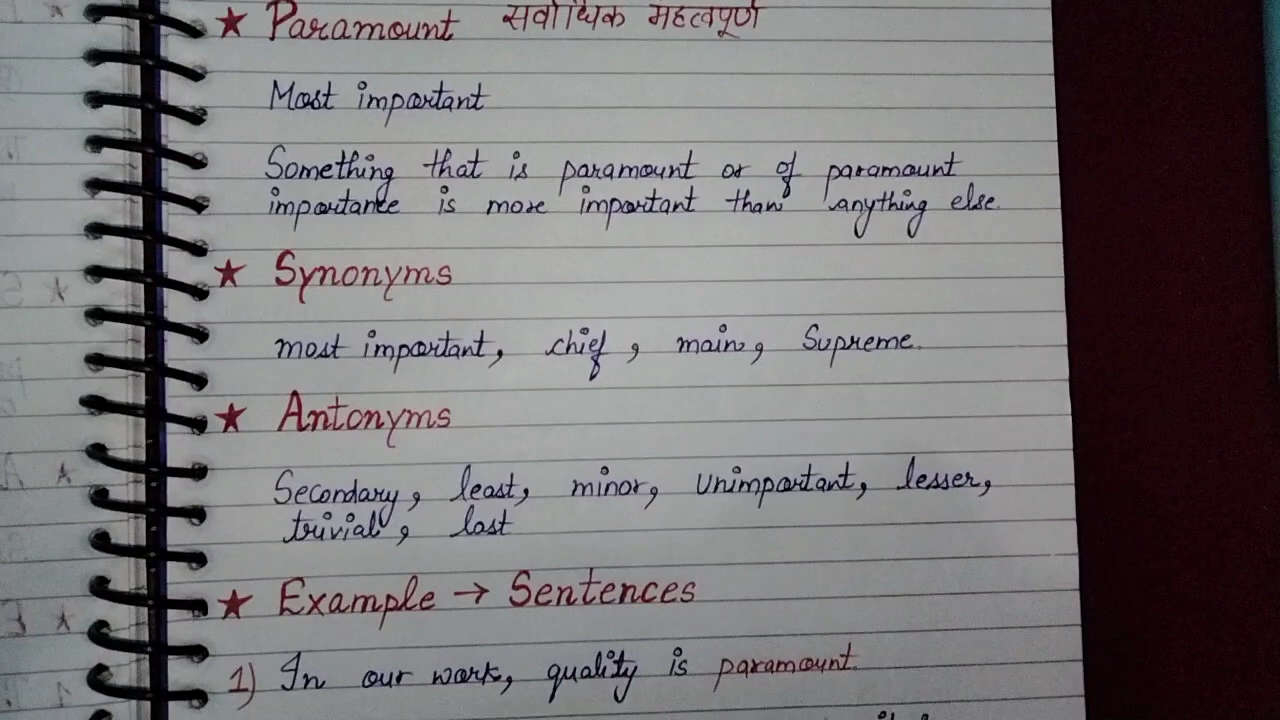 ★ Paramount सर्वाधिक महत्वपूर्ण
Most important
Something that is paramount or of paramount
importance is more important than anything else.
★ Synonyms
most important, chief, main, Supreme.
★ Antonyms
Secondary, least, minor, unimportant, lesser,
trivial, last
★ Example → Sentences
1) In our work, quality is paramount.